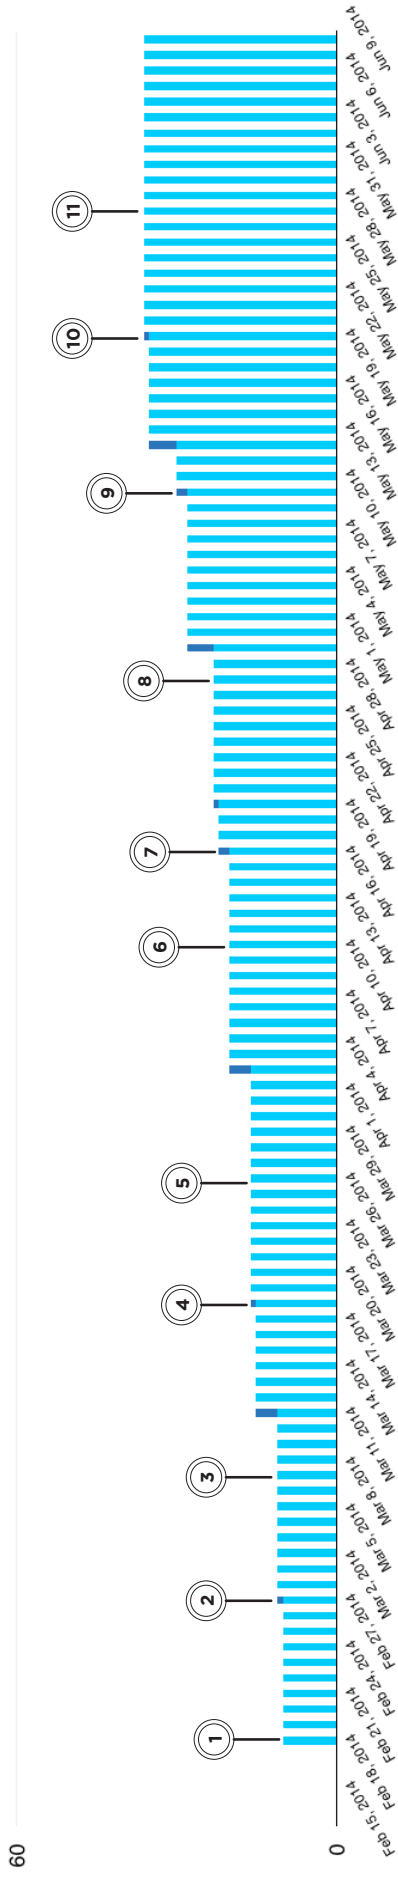 60
1
2
3
4
5
6
7
8
9
10
11
0
Feb 15, 2014
Feb 18, 2014
Feb 21, 2014
Feb 24, 2014
Feb 27, 2014
Mar 2, 2014
Mar 5, 2014
Mar 8, 2014
Mar 11, 2014
Mar 14, 2014
Mar 17, 2014
Mar 20, 2014
Mar 23, 2014
Mar 26, 2014
Mar 29, 2014
Apr 1, 2014
Apr 4, 2014
Apr 7, 2014
Apr 10, 2014
Apr 13, 2014
Apr 16, 2014
Apr 19, 2014
Apr 22, 2014
Apr 25, 2014
Apr 28, 2014
May 1, 2014
May 4, 2014
May 7, 2014
May 10, 2014
May 13, 2014
May 16, 2014
May 19, 2014
May 22, 2014
May 25, 2014
May 28, 2014
May 31, 2014
Jun 3, 2014
Jun 6, 2014
Jun 9, 2014